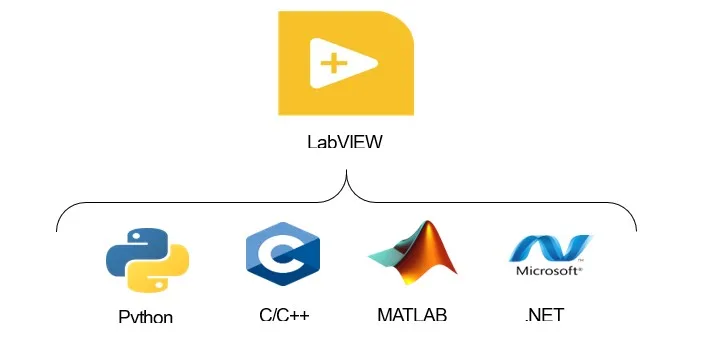 LabVIEW
C
Microsoft®
Python
C/C++
MATLAB
.NET